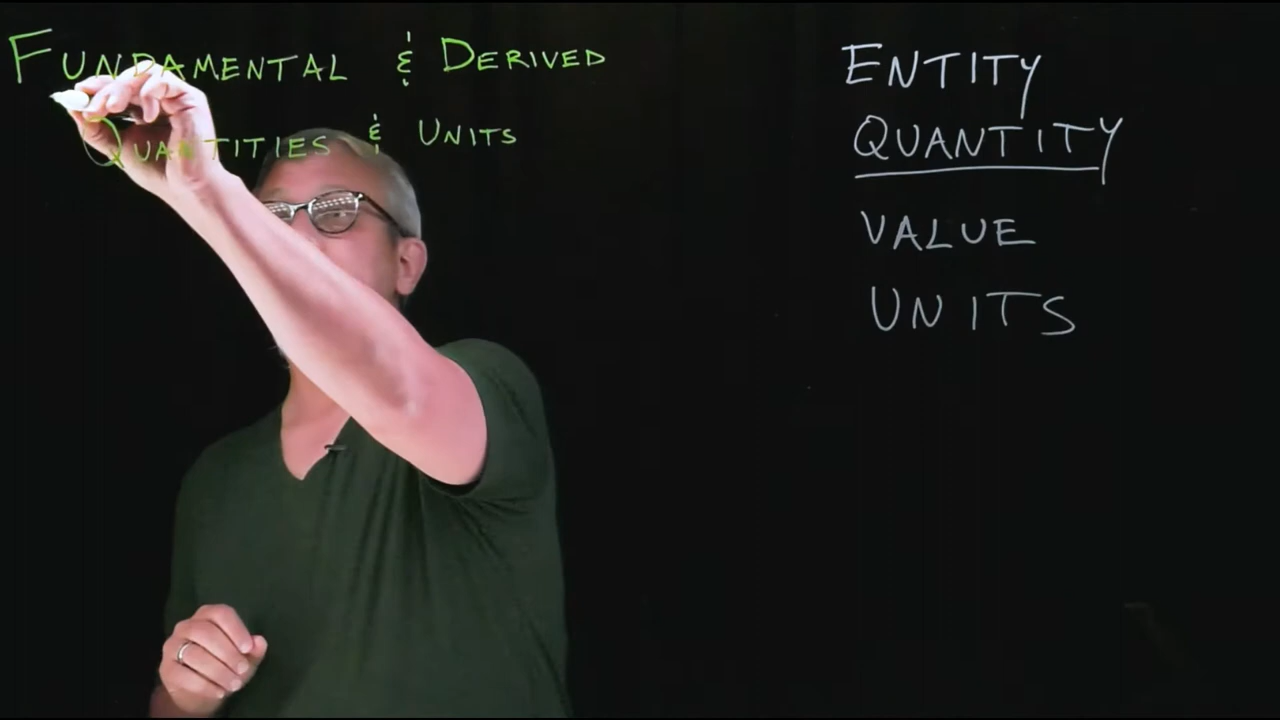 FUNDAMENTAL & DERIVED
QUANTITIES & UNITS
ENTITY
QUANTITY
VALUE
UNITS